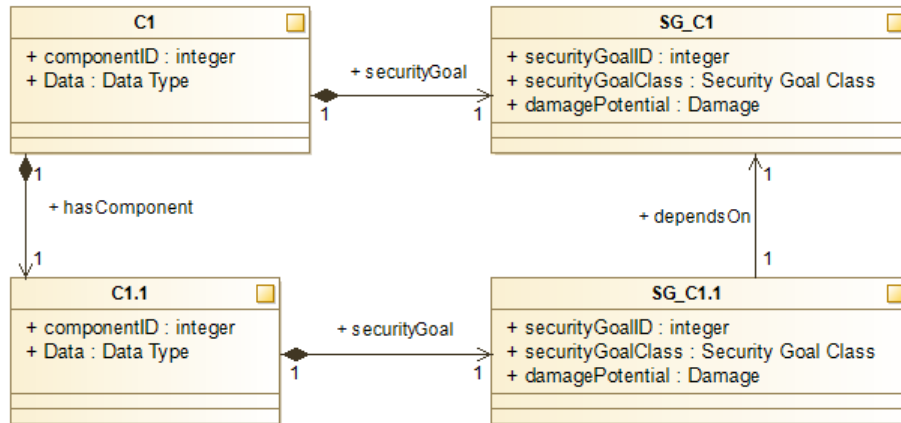 C1
+ componentID : integer
+ Data : Data Type
+ securityGoal
1
1
SG_C1
+ securityGoalID : integer
+ securityGoalClass : Security Goal Class
+ damagePotential : Damage
1
+ hasComponent
1
1
+ dependsOn
1
C1.1
+ componentID : integer
+ Data : Data Type
+ securityGoal
1
1
SG_C1.1
+ securityGoalID : integer
+ securityGoalClass : Security Goal Class
+ damagePotential : Damage